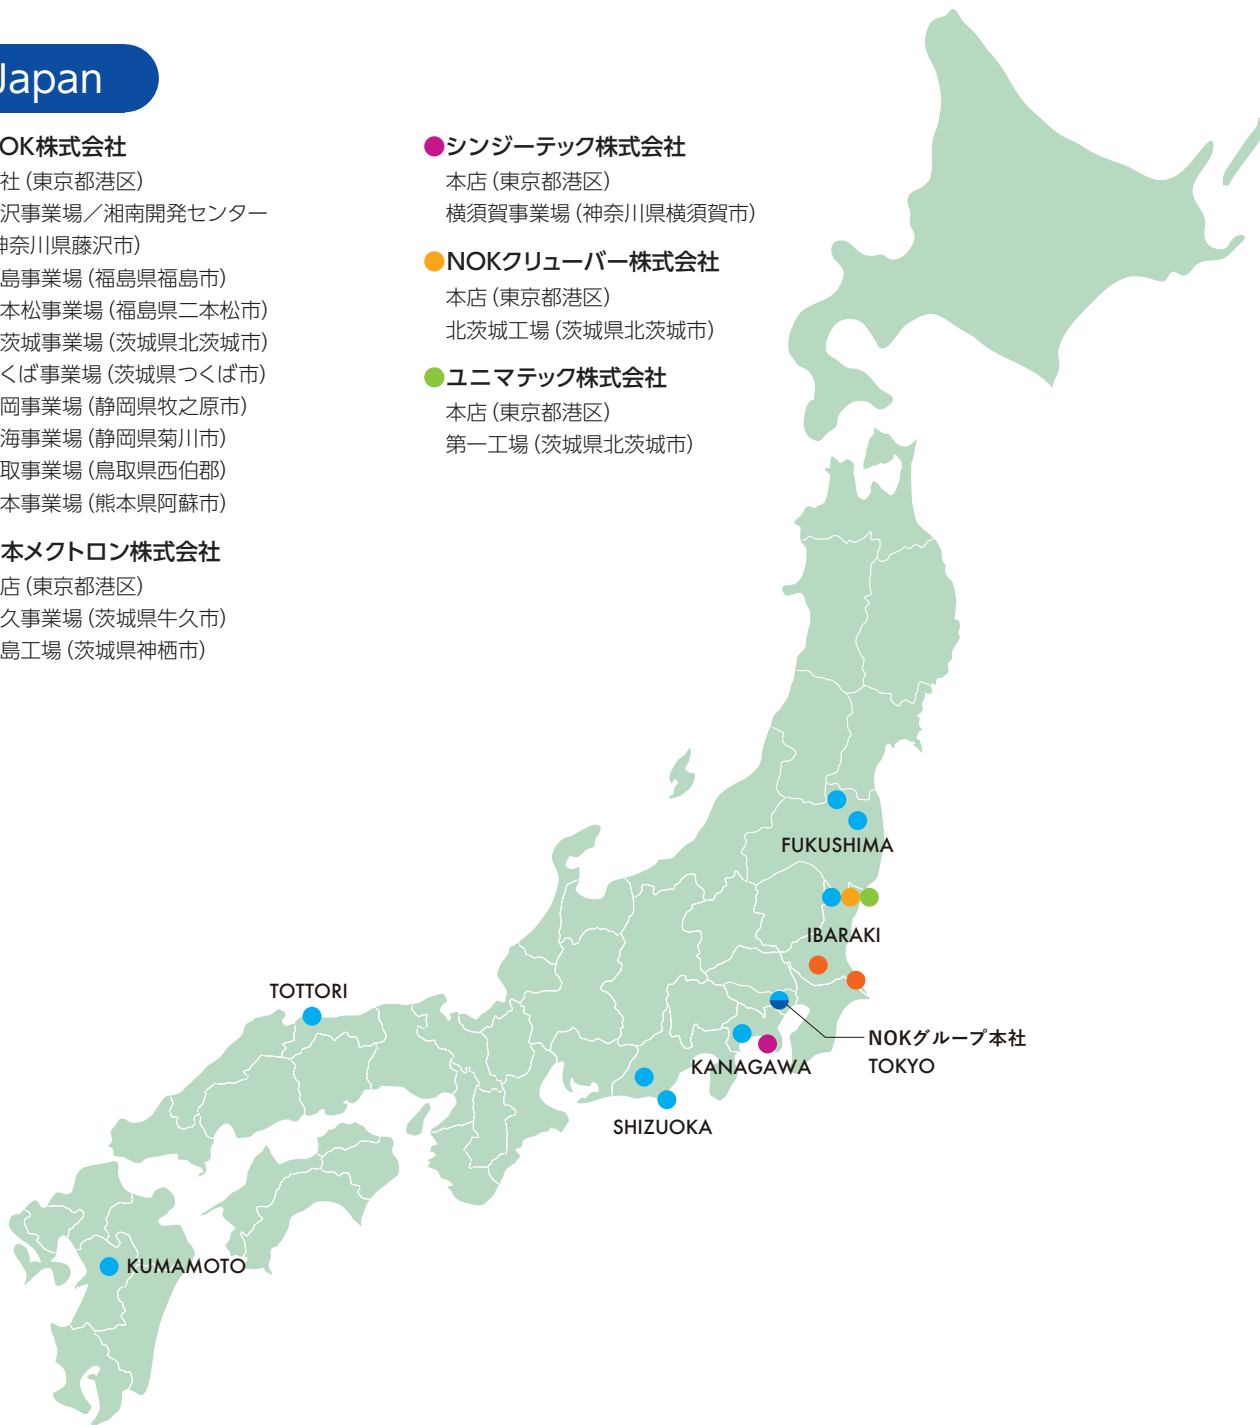 Japan
OK株式会社
社 (東京都港区)
沢事業場／湘南開発センター
神奈川県藤沢市)
島事業場 (福島県福島市)
本松事業場 (福島県二本松市)
茨城事業場 (茨城県北茨城市)
くば事業場 (茨城県つくば市)
岡事業場 (静岡県牧之原市)
海事業場 (静岡県菊川市)
取事業場 (鳥取県西伯郡)
本事業場 (熊本県阿蘇市)
本メクトロン株式会社
店 (東京都港区)
久事業場 (茨城県牛久市)
島工場 (茨城県神栖市)
シンジーテック株式会社
本店 (東京都港区)
横須賀事業場 (神奈川県横須賀市)
NOKクリューバー株式会社
本店 (東京都港区)
北茨城工場 (茨城県北茨城市)
ユニマテック株式会社
本店 (東京都港区)
第一工場 (茨城県北茨城市)
FUKUSHIMA
IBARAKI
TOTTORI
NOKグループ本社
TOKYO
KANAGAWA
SHIZUOKA
KUMAMOTO